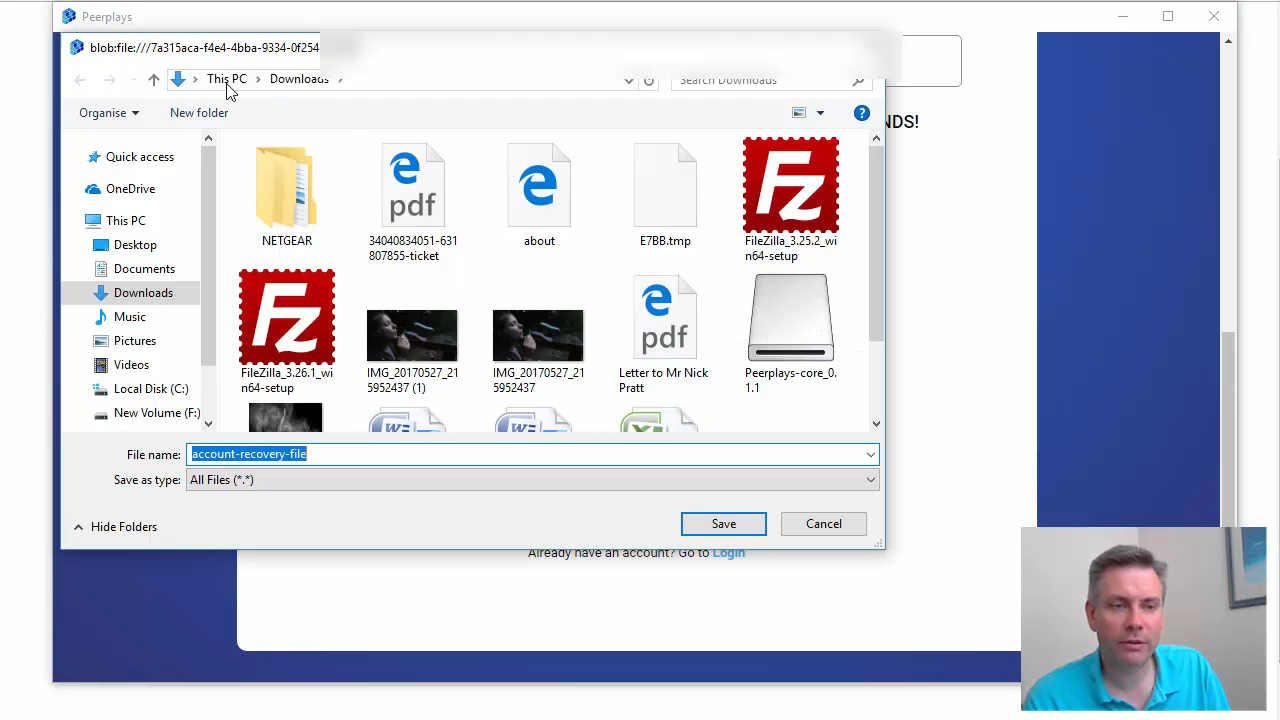 Peerplays
blob:file:///7a315aca-f4e4-4bba-9334-0f254
This PC Downloads
Search Downloads
Organise New folder
NDS!
Quick access
OneDrive
This PC
Desktop
Documents
Downloads
Music
Pictures
Videos
Local Disk (C:)
New Volume (F:)
pdf
Fz
NETGEAR
34040834051-631
807855-ticket
about
E7BB.tmp
FileZilla_3.25.2_wi
n64-setup
Fz
pdf
FileZilla_3.26.1_wi
n64-setup
IMG_20170527_21
5952437 (1)
IMG_20170527_21
5952437
Letter to Mr Nick
Pratt
Peerplays-core_0.
1.1
File name: account-recovery-file
Save as type: All Files (*.*)
Hide Folders
Save Cancel
Already have an account? Go to Login